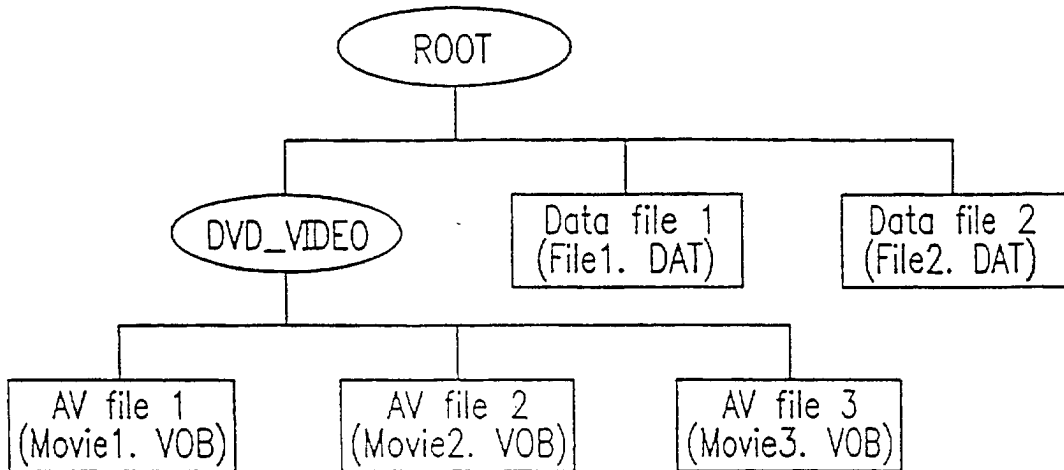 ROOT
DVD_VIDEO
Data file 1
(File1. DAT)
Data file 2
(File2. DAT)
AV file 1
(Movie1. VOB)
AV file 2
(Movie2. VOB)
AV file 3
(Movie3. VOB)